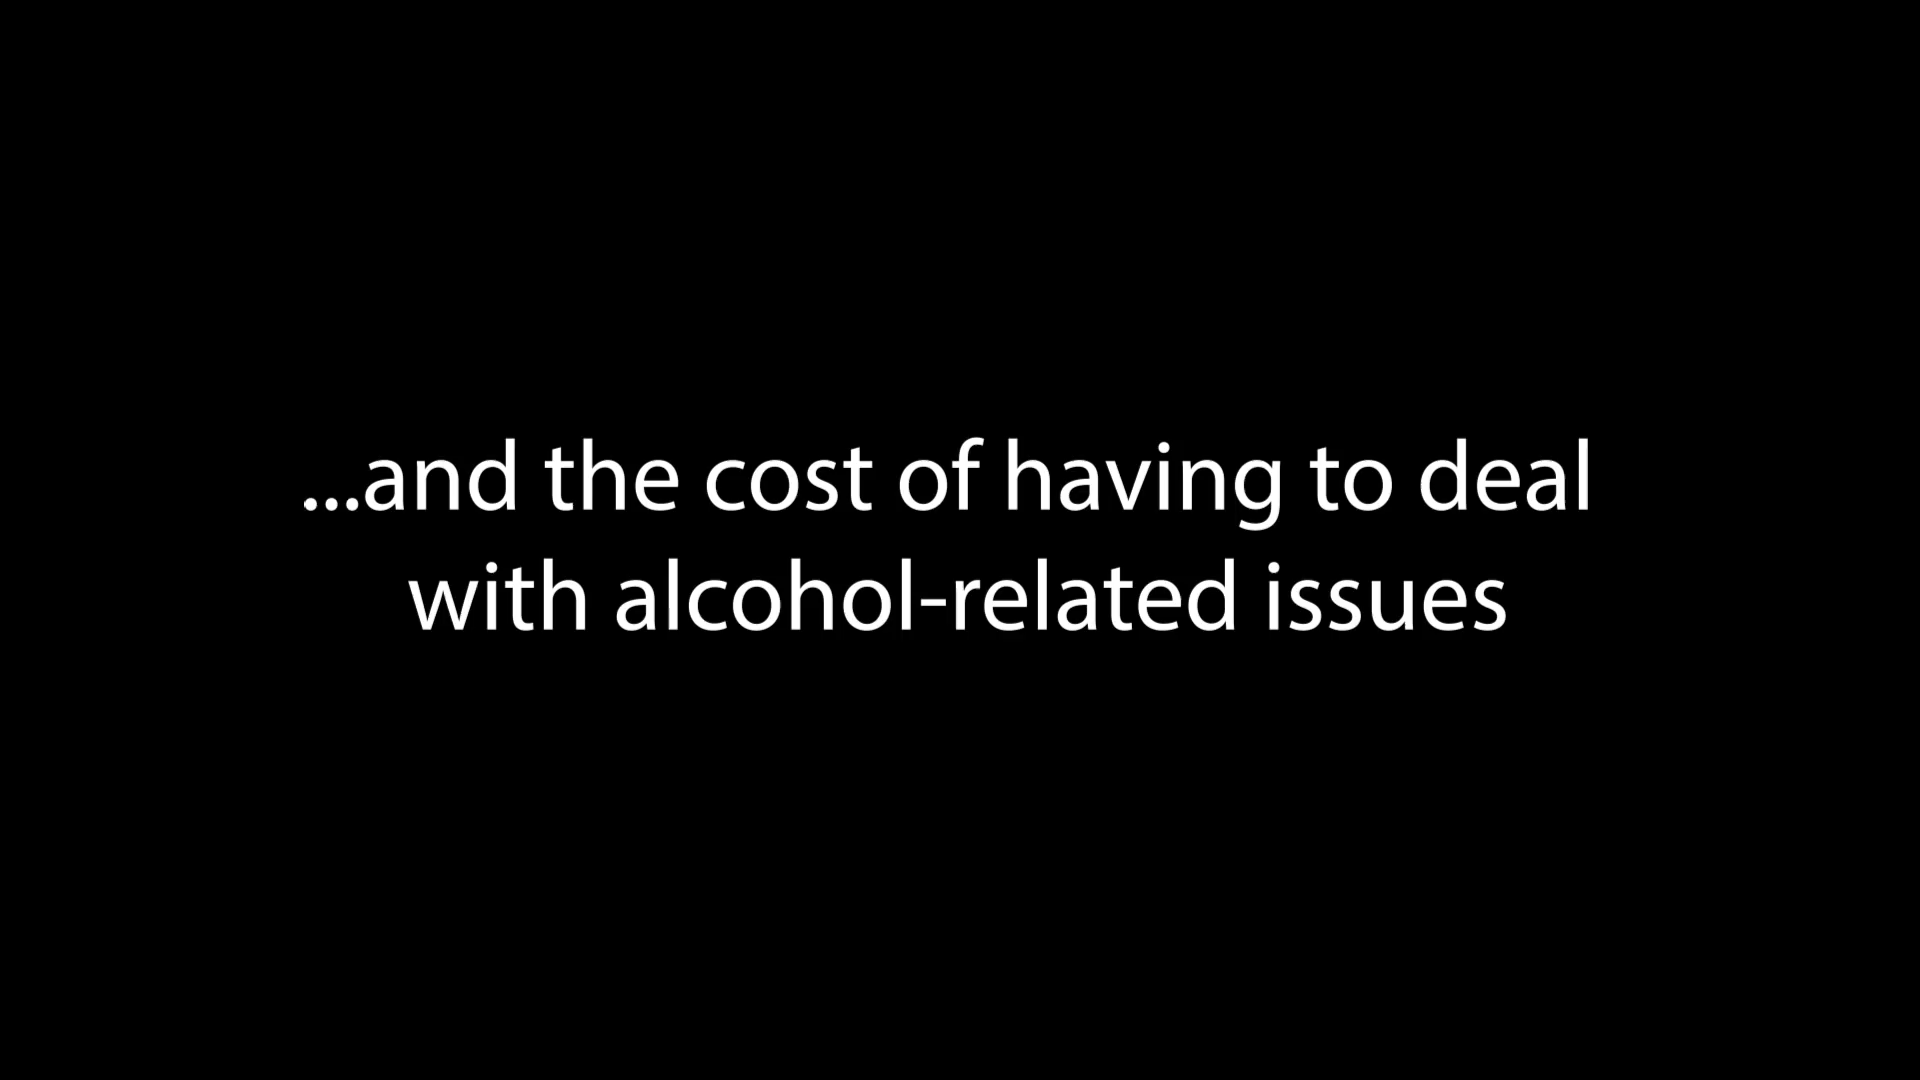 ...and the cost of having to deal
with alcohol-related issues